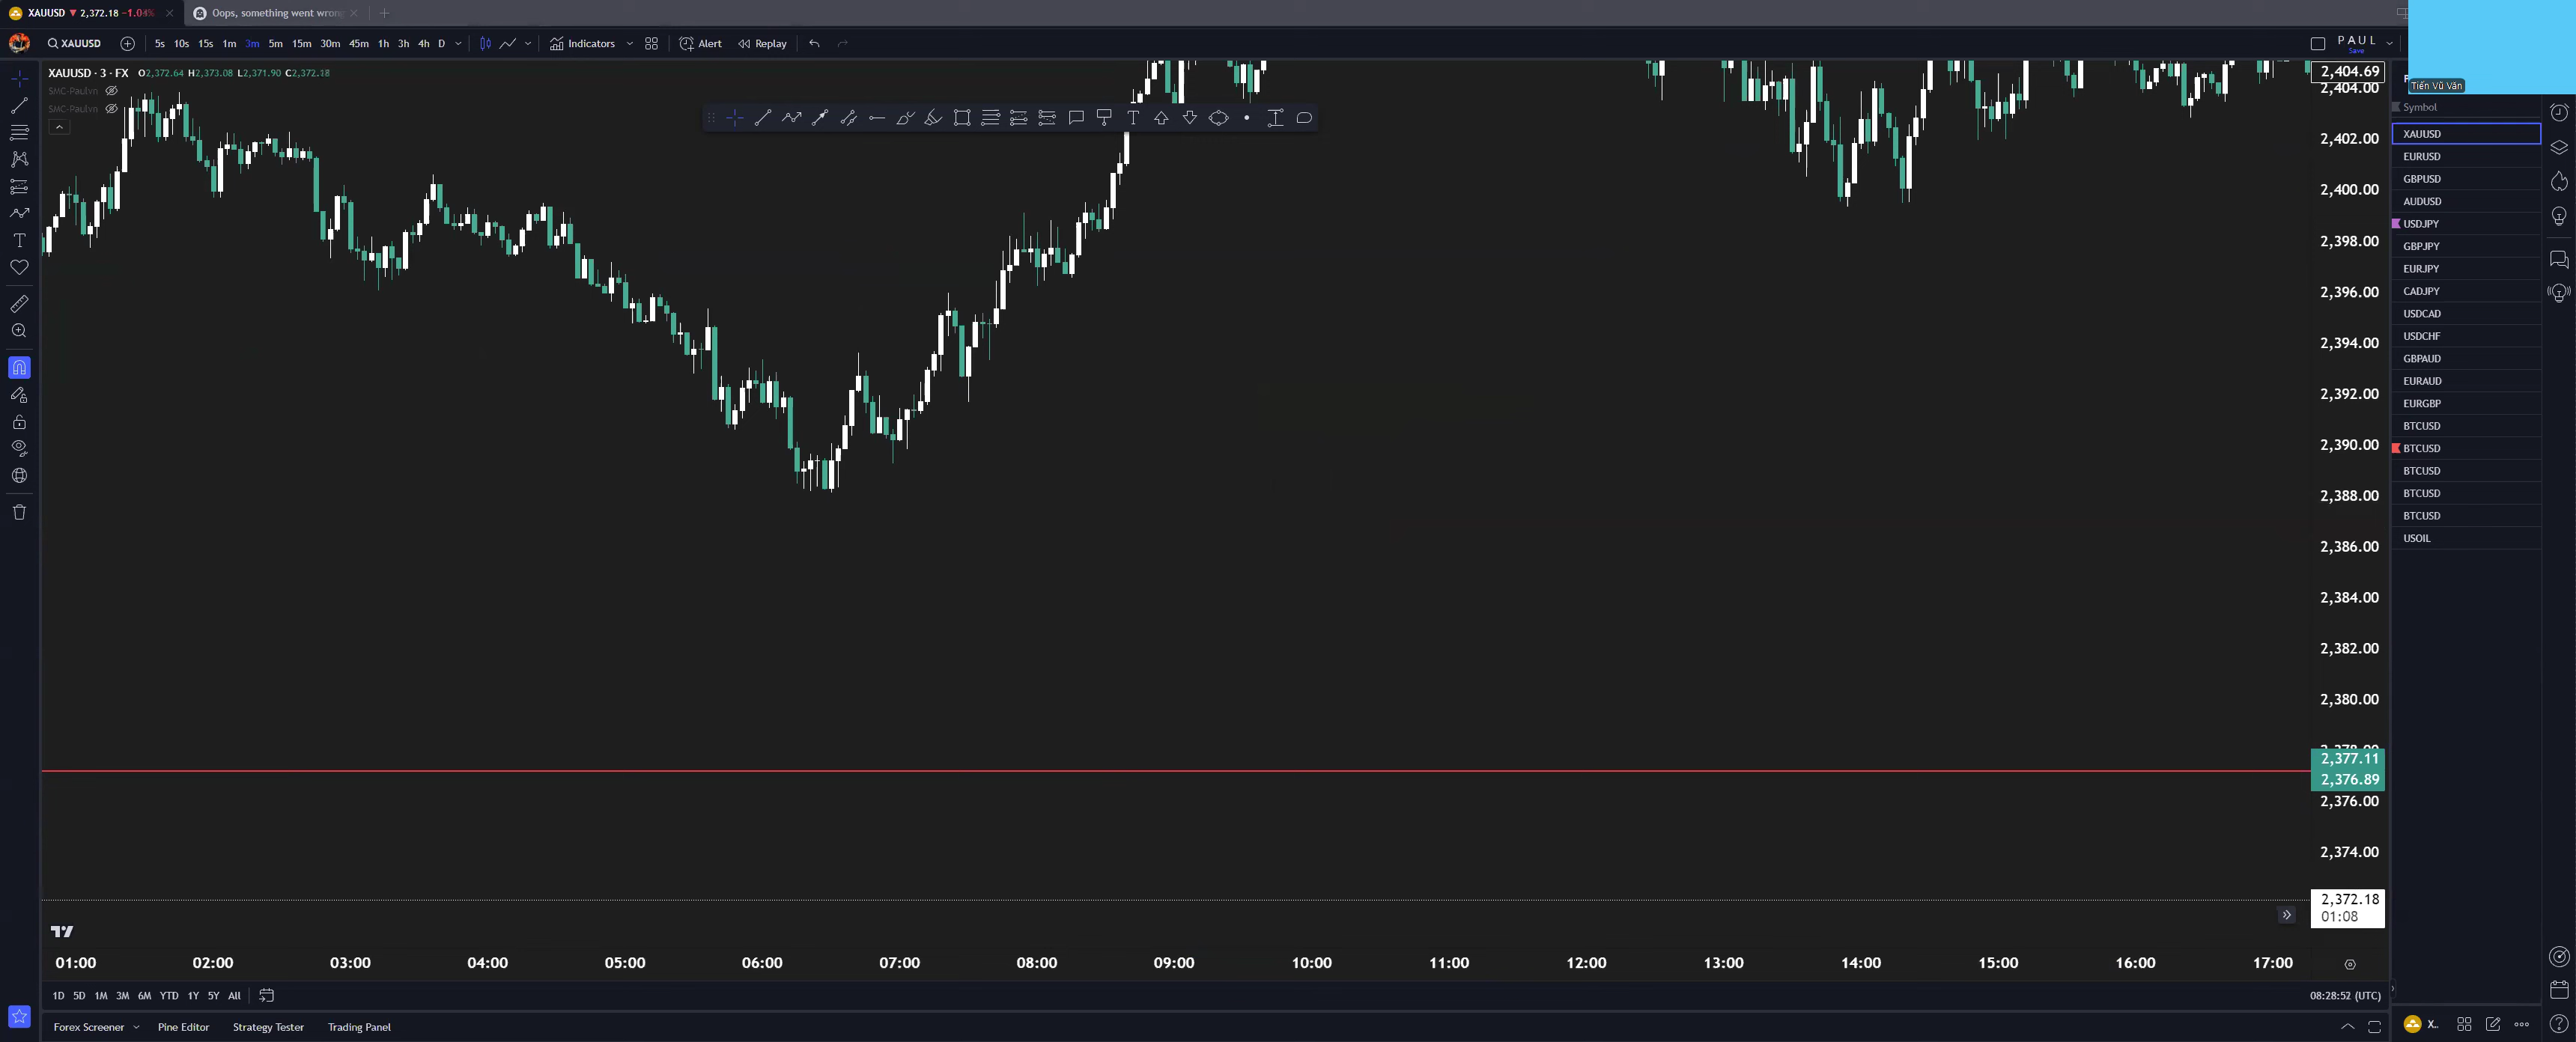 XAUUSD ▼ 2,372.18 −1.04%
Oops, something went wrong
XAUUSD 5s 10s 15s 1m 3m 5m 15m 30m 45m 1h 3h 4h D Indicators Alert Replay
PAUL
Save
Tiến Vũ Văn
XAUUSD · 3 · FX O2,372.64 H2,373.08 L2,371.90 C2,372.18
SMC-Paulvn
SMC-Paulvn
2,404.69
2,404.00
2,402.00
2,400.00
2,398.00
2,396.00
2,394.00
2,392.00
2,390.00
2,388.00
2,386.00
2,384.00
2,382.00
2,380.00
2,378.00
2,377.11
2,376.89
2,376.00
2,374.00
2,372.18
01:08
Symbol
XAUUSD
EURUSD
GBPUSD
AUDUSD
USDJPY
GBPJPY
EURJPY
CADJPY
USDCAD
USDCHF
GBPAUD
EURAUD
EURGBP
BTCUSD
BTCUSD
BTCUSD
BTCUSD
BTCUSD
USOIL
01:00 02:00 03:00 04:00 05:00 06:00 07:00 08:00 09:00 10:00 11:00 12:00 13:00 14:00 15:00 16:00 17:00
1D 5D 1M 3M 6M YTD 1Y 5Y All
08:28:52 (UTC)
Forex Screener Pine Editor Strategy Tester Trading Panel
X..